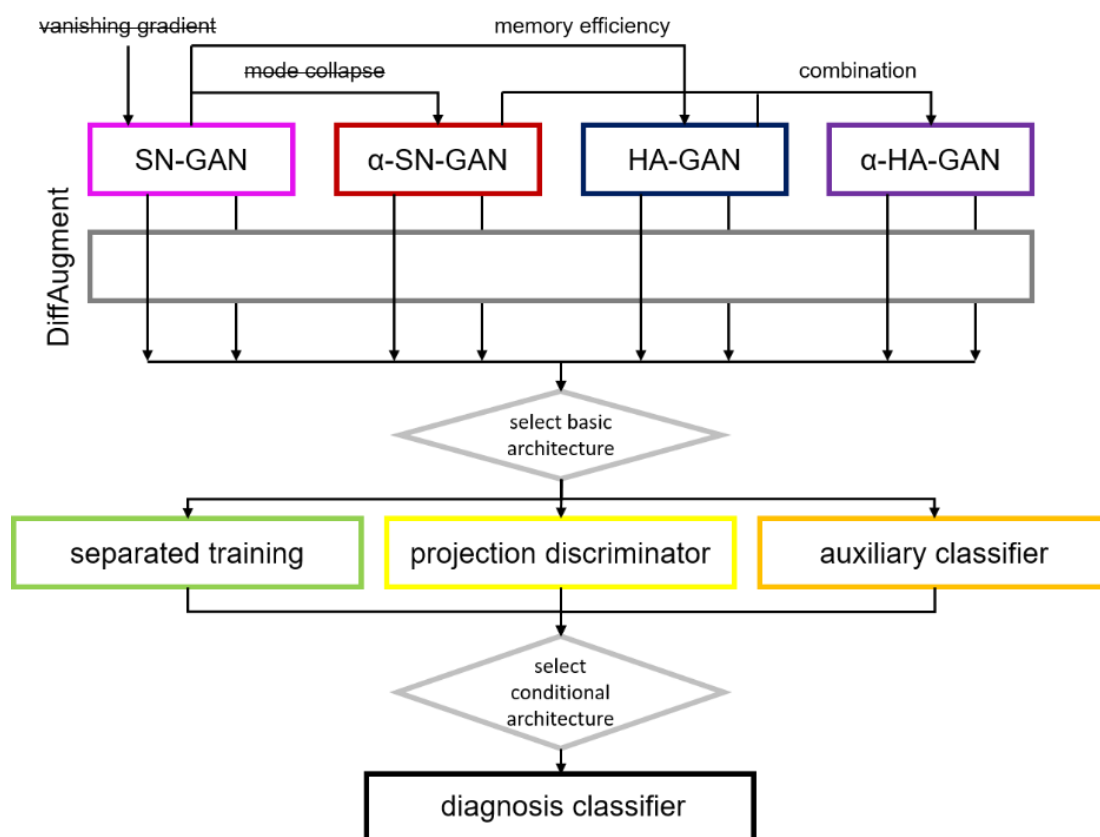 vanishing gradient
memory efficiency
mode collapse
combination
SN-GAN
α-SN-GAN
HA-GAN
α-HA-GAN
DiffAugment
select basic
architecture
separated training
projection discriminator
auxiliary classifier
select
conditional
architecture
diagnosis classifier